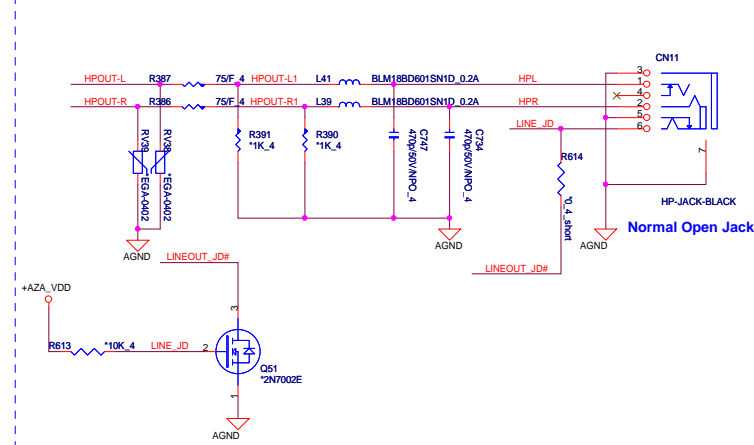 CN11
HPOUT-L R387 75/F_4 HPOUT-L1 L41 BLM18BD601SN1D_0.2A HPL
HPOUT-R R386 75/F_4 HPOUT-R1 L39 BLM18BD601SN1D_0.2A HPR
3
1
4
2
5
6
7
LINE_JD
RV39
*EGA-0402
RV38
*EGA-0402
R391
*1K_4
R390
*1K_4
C747
470p/50V/NPO_4
C734
470p/50V/NPO_4
R614
*0_4_short
HP-JACK-BLACK
Normal Open Jack
AGND
AGND
AGND
LINEOUT_JD#
LINEOUT_JD#
+AZA_VDD
R613 *10K_4 LINE_JD 2
3
1
Q51
*2N7002E
AGND